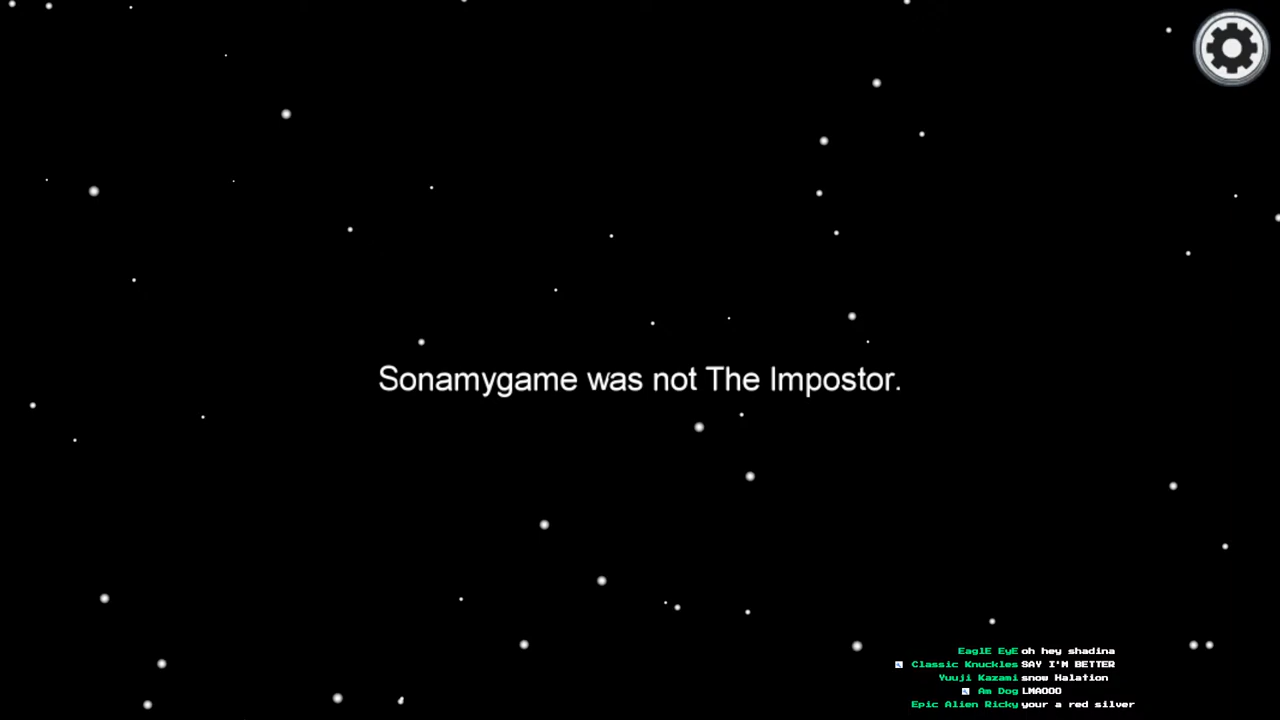 Sonamygame was not The Impostor.
EaglE EyE oh hey shadina
Classic Knuckles SAY I'M BETTER
Yuuji Kazami snow Halation
Am Dog LMAOOO
Epic Alien Ricky your a red silver